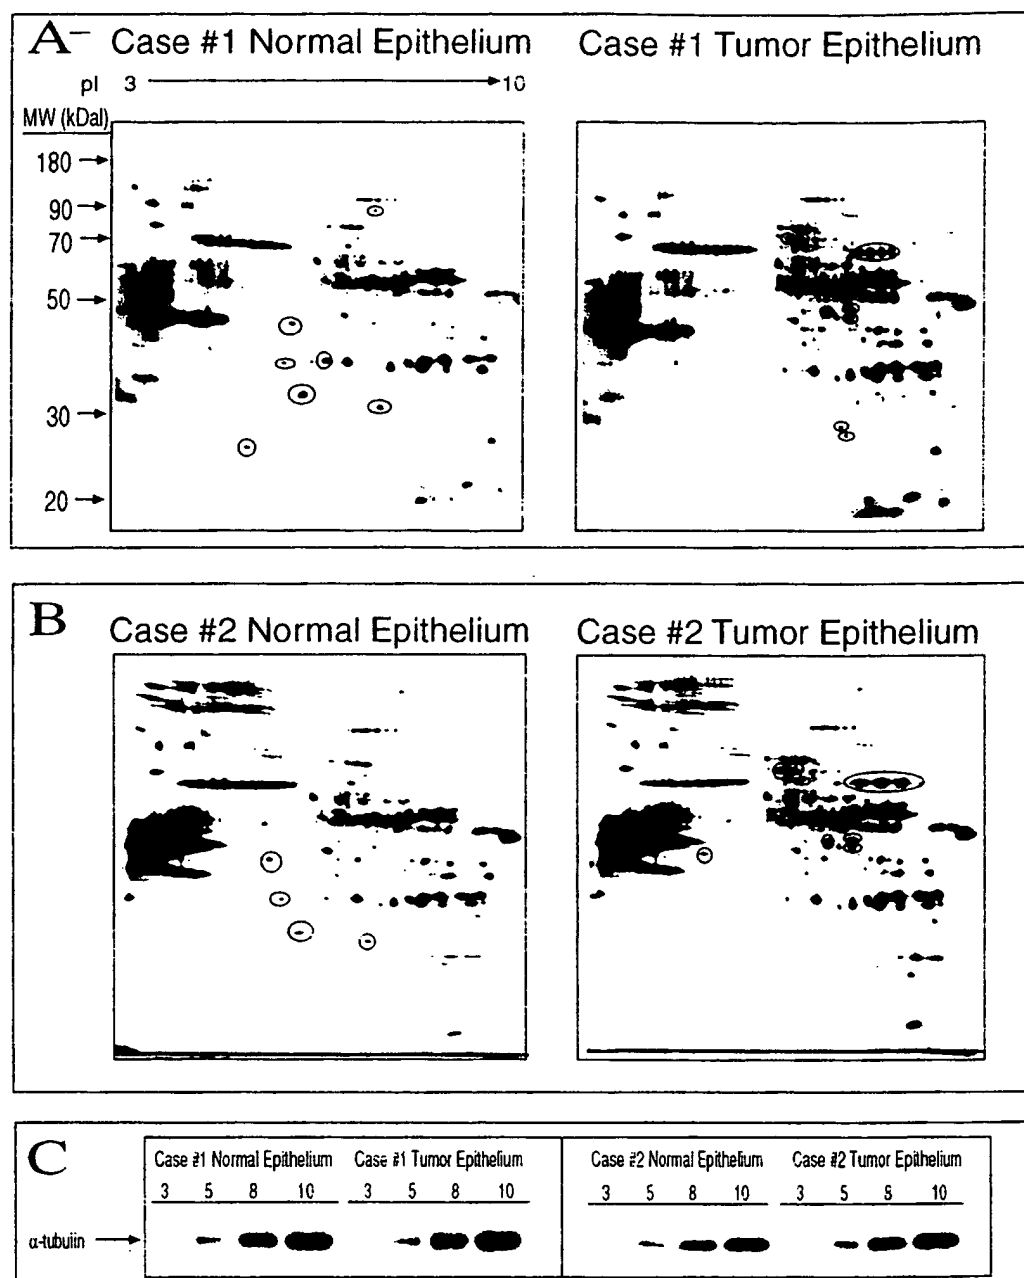 A Case #1 Normal Epithelium Case #1 Tumor Epithelium
pI 3 10
MW (kDal)
180
90
70
50
30
20
B
Case #2 Normal Epithelium Case #2 Tumor Epithelium
C
Case #1 Normal Epithelium Case #1 Tumor Epithelium Case #2 Normal Epithelium Case #2 Tumor Epithelium
3 5 8 10 3 5 8 10 3 5 8 10 3 5 8 10
α-tubulin